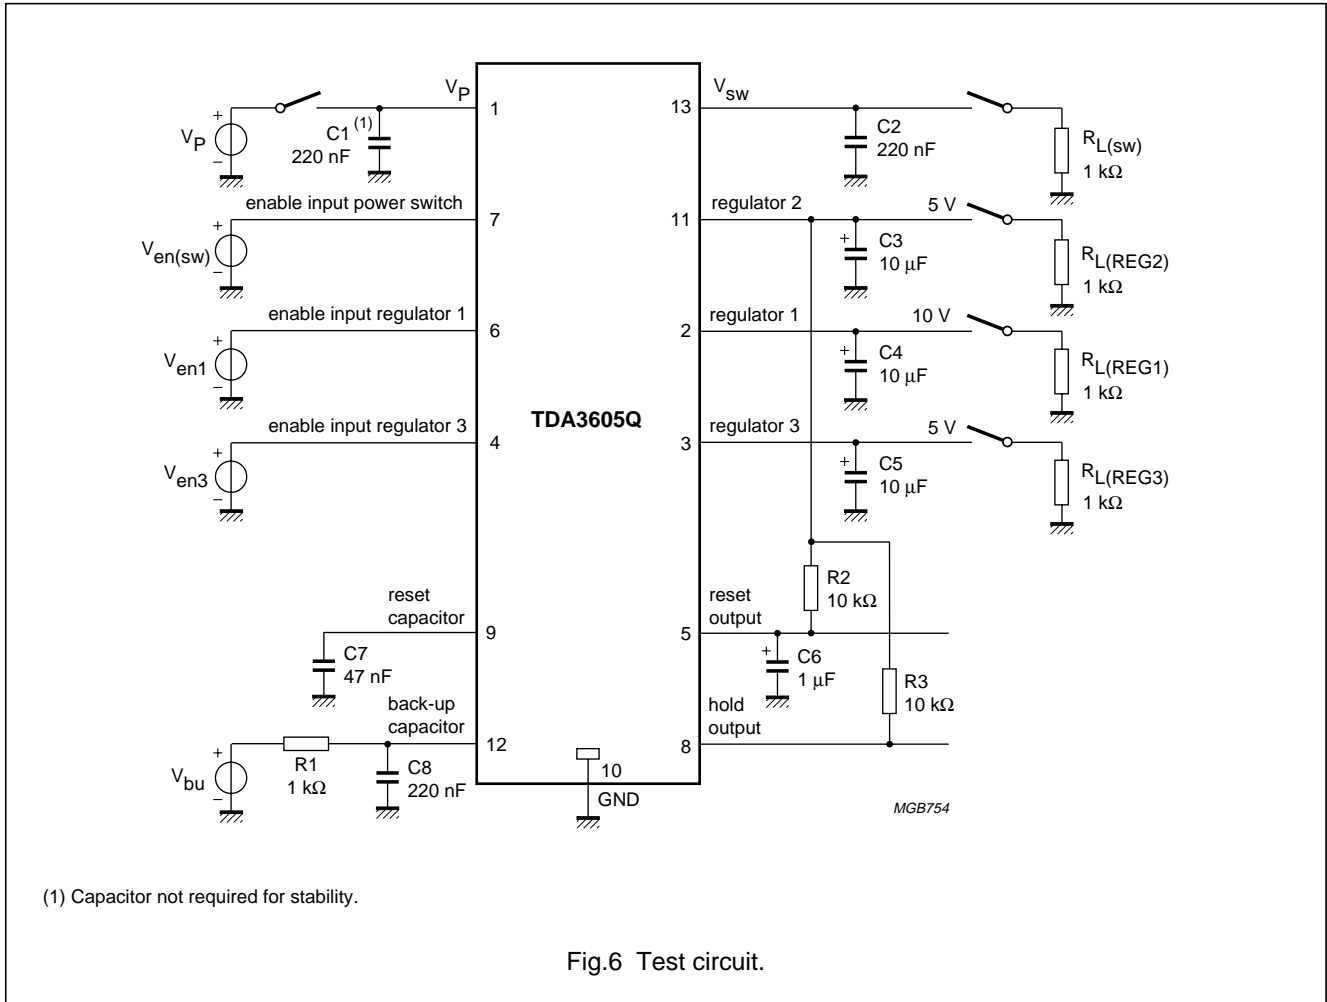 V_P
V_P
1
C1 (1)
220 nF
+
−
enable input power switch
7
V_en(sw)
+
−
enable input regulator 1
6
V_en1
+
−
enable input regulator 3
4
V_en3
+
−
reset
capacitor
9
C7
47 nF
back-up
capacitor
12
V_bu
+
−
R1
1 kΩ
C8
220 nF
TDA3605Q
10
GND
13
V_sw
C2
220 nF
R_L(sw)
1 kΩ
11
regulator 2
5 V
+
C3
10 μF
R_L(REG2)
1 kΩ
2
regulator 1
10 V
+
C4
10 μF
R_L(REG1)
1 kΩ
3
regulator 3
5 V
+
C5
10 μF
R_L(REG3)
1 kΩ
R2
10 kΩ
reset
output
5
+
C6
1 μF
R3
10 kΩ
hold
output
8
MGB754
(1) Capacitor not required for stability.
Fig.6 Test circuit.